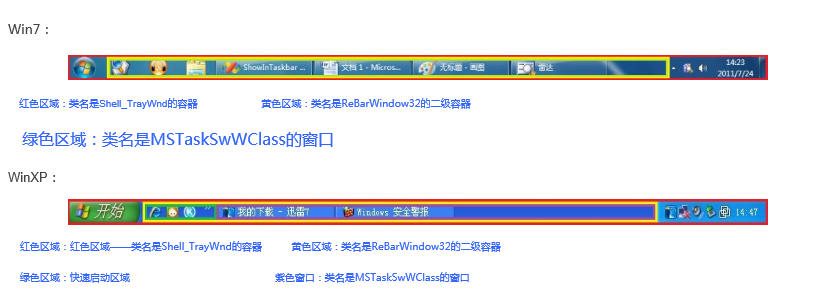 Win7：
ShowInTaskbar ... 文档 1 - Micros... 无标题 - 画图 雷达 14:23
2011/7/24
红色区域：类名是Shell_TrayWnd的容器 黄色区域：类名是ReBarWindow32的二级容器
绿色区域：类名是MSTaskSwWClass的窗口
WinXP：
开始 我的下载 - 迅雷7 Windows 安全警报 14:47
红色区域：红色区域——类名是Shell_TrayWnd的容器 黄色区域：类名是ReBarWindow32的二级容器
绿色区域：快速启动区域 紫色窗口：类名是MSTaskSwWClass的窗口